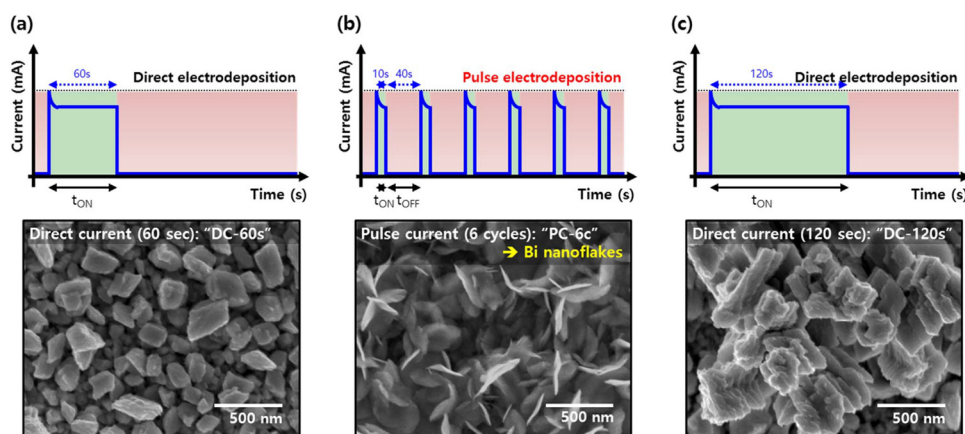 (a)
60s
Direct electrodeposition
Current (mA)
Time (s)
tON
Direct current (60 sec): "DC-60s"
500 nm
(b)
10s 40s
Pulse electrodeposition
Current (mA)
Time (s)
tON tOFF
Pulse current (6 cycles): "PC-6c"
➔ Bi nanoflakes
500 nm
(c)
120s
Direct electrodeposition
Current (mA)
Time (s)
tON
Direct current (120 sec): "DC-120s"
500 nm